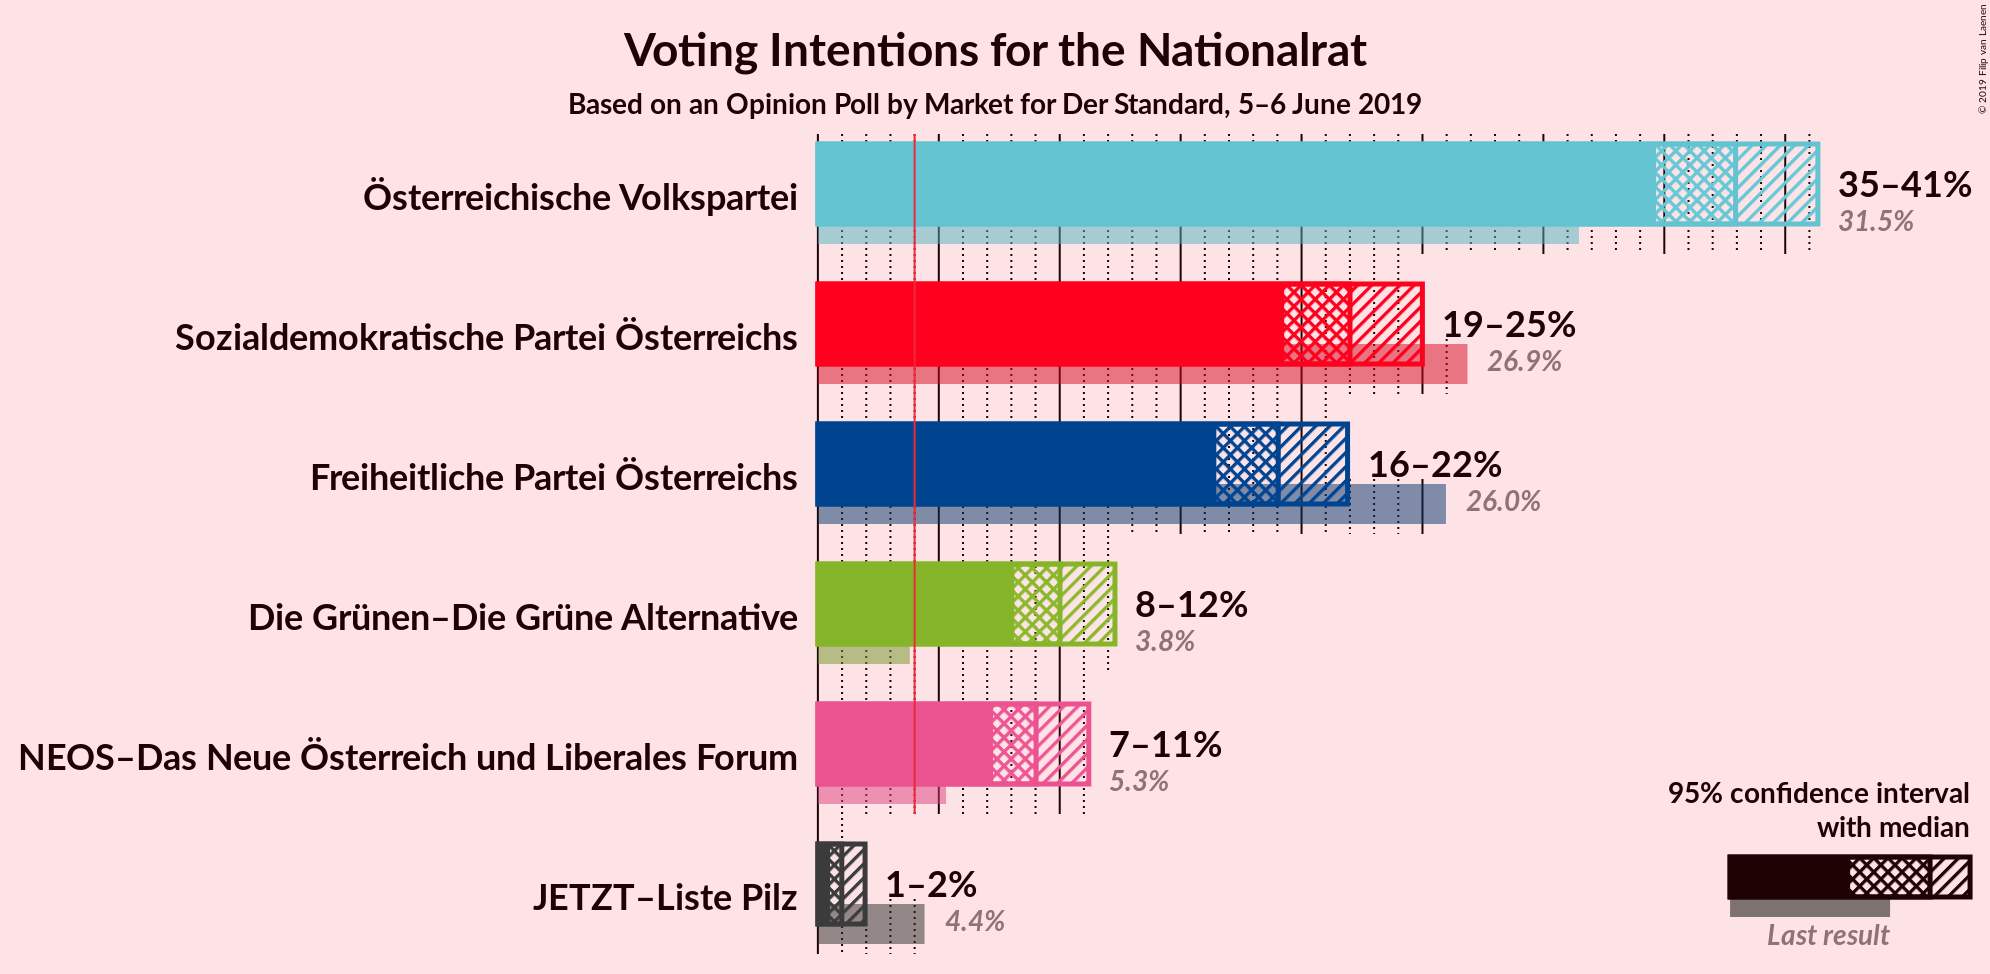 Voting Intentions for the Nationalrat
Based on an Opinion Poll by Market for Der Standard, 5–6 June 2019
© 2019 Filip van Laenen
Österreichische Volkspartei
35–41%
31.5%
Sozialdemokratische Partei Österreichs
19–25%
26.9%
Freiheitliche Partei Österreichs
16–22%
26.0%
Die Grünen–Die Grüne Alternative
8–12%
3.8%
NEOS–Das Neue Österreich und Liberales Forum
7–11%
5.3%
JETZT–Liste Pilz
1–2%
4.4%
95% confidence interval
with median
Last result